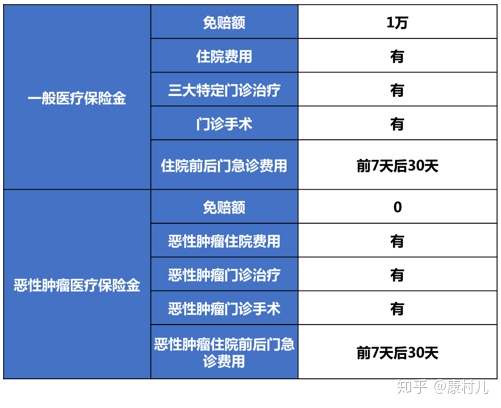 免赔额
1万
住院费用
有
三大特定门诊治疗
有
一般医疗保险金
门诊手术
有
住院前后门急诊费用
前7天后30天
免赔额
0
恶性肿瘤住院费用
有
恶性肿瘤门诊治疗
有
恶性肿瘤医疗保险金
恶性肿瘤门诊手术
有
恶性肿瘤住院前后门急
诊费用
前7天后30天
知乎 @康村儿